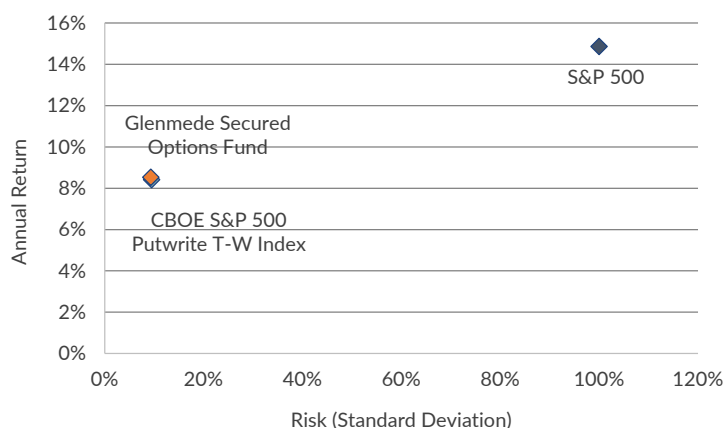 16%
14%
12%
10%
8%
6%
4%
2%
0%
Annual Return
S&P 500
Glenmede Secured
Options Fund
CBOE S&P 500
Putwrite T-W Index
0% 20% 40% 60% 80% 100% 120%
Risk (Standard Deviation)